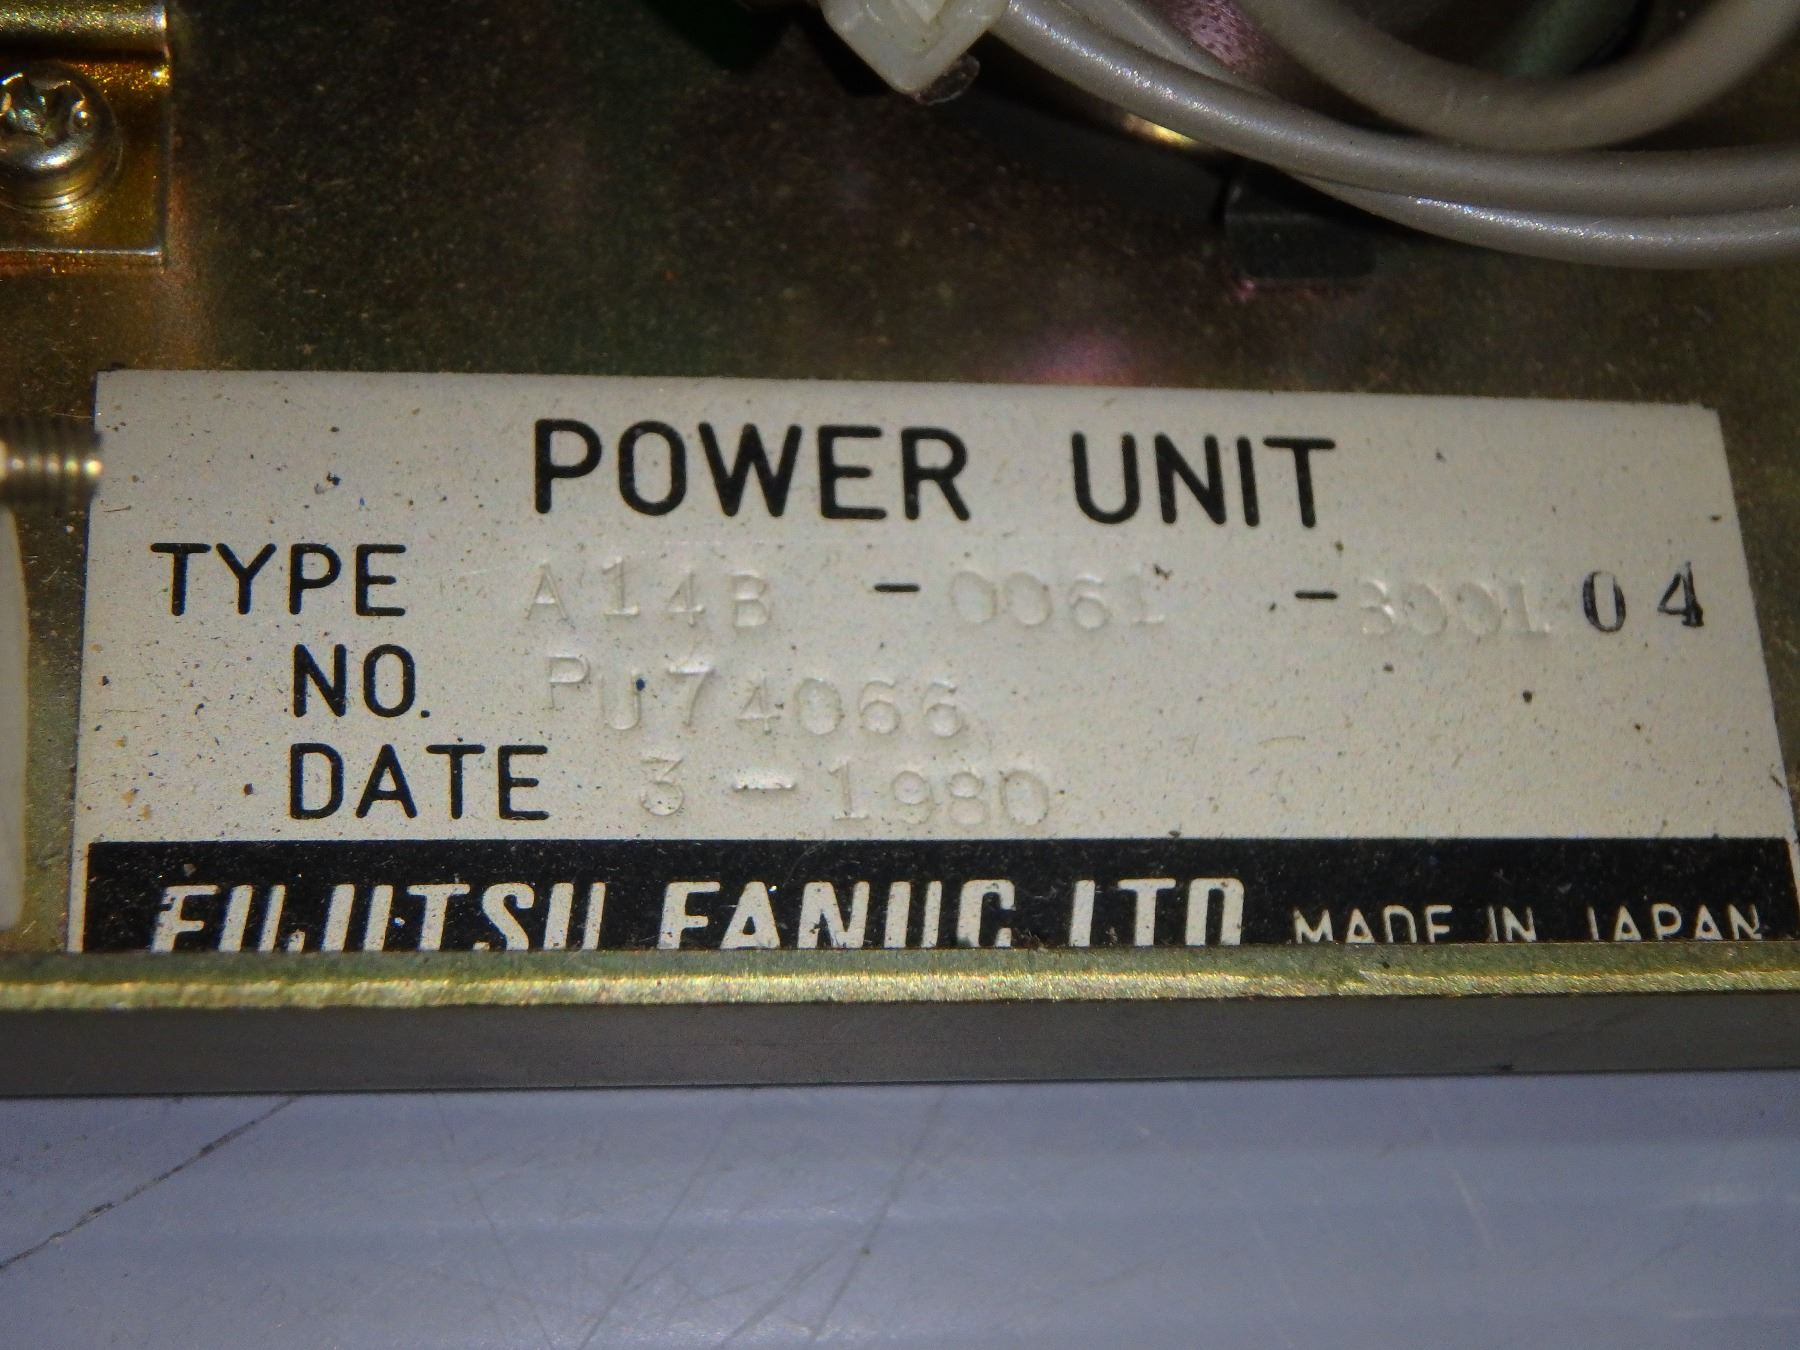 POWER UNIT
TYPE A14B - 0061 - B001 04
NO. PU74066
DATE 3 - 1980
FUJITSU FANUC LTD MADE IN JAPAN